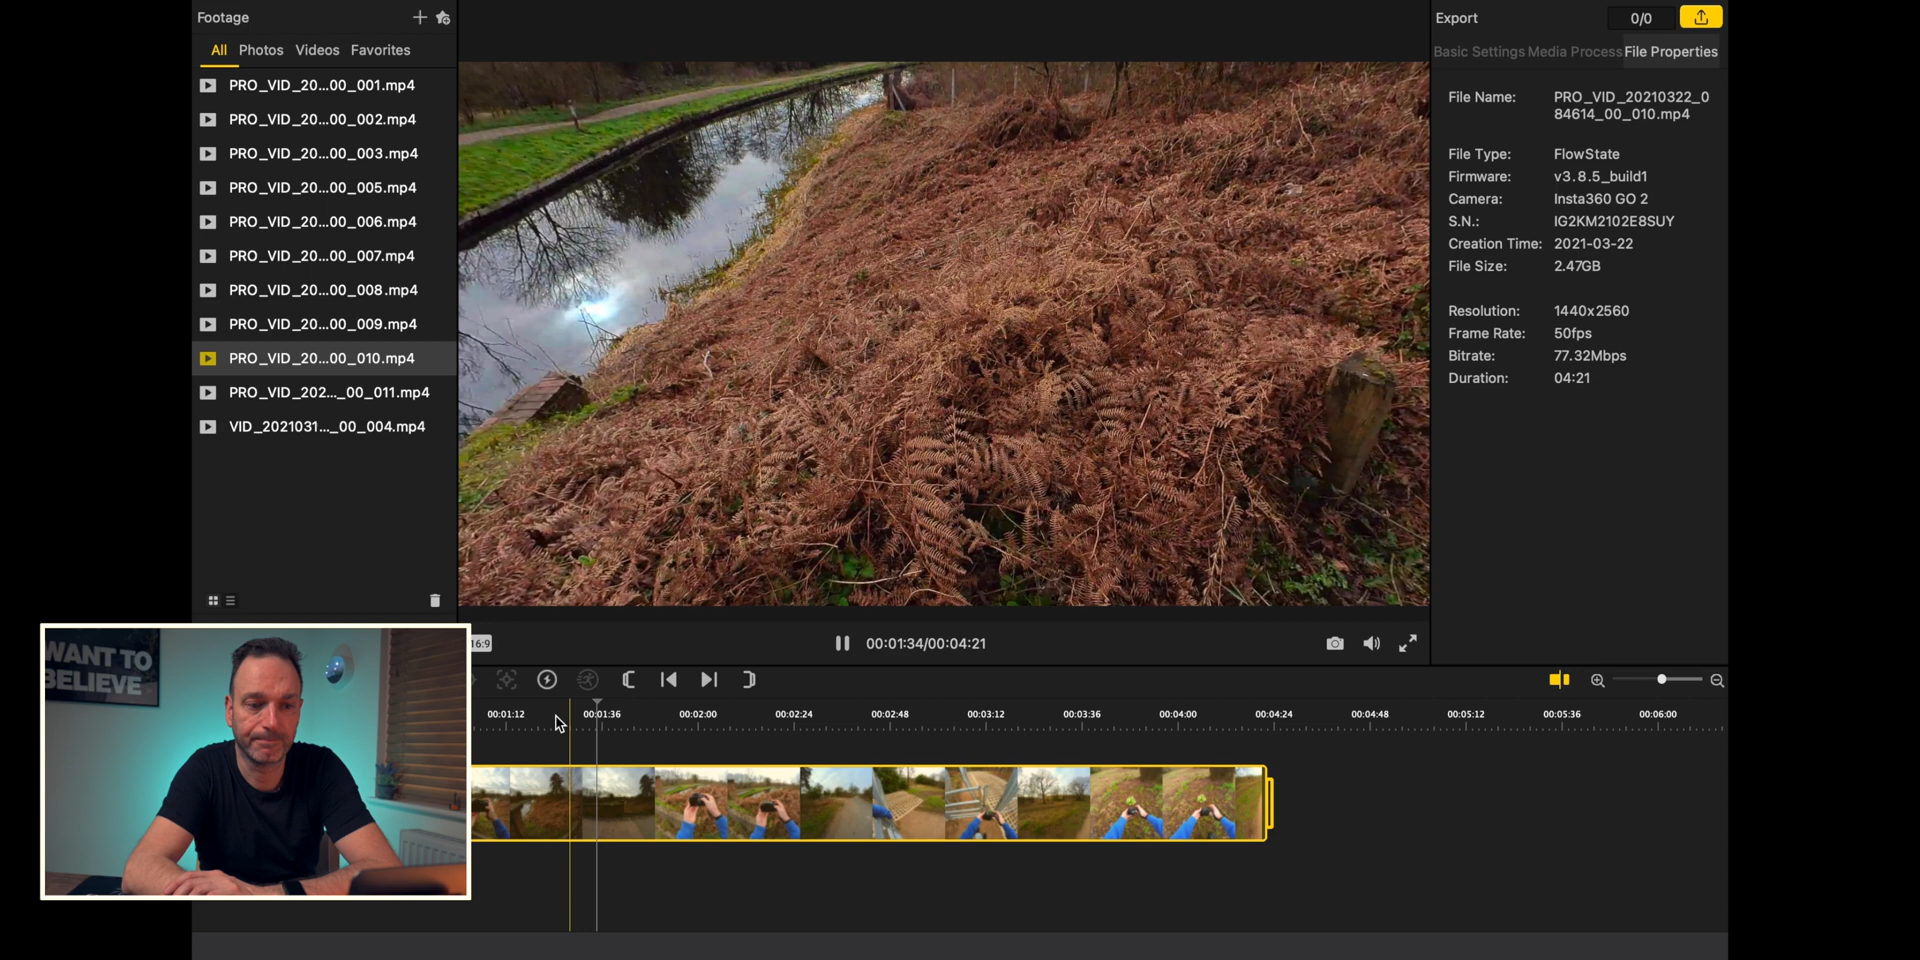 Footage
All Photos Videos Favorites
PRO_VID_20...00_001.mp4
PRO_VID_20...00_002.mp4
PRO_VID_20...00_003.mp4
PRO_VID_20...00_005.mp4
PRO_VID_20...00_006.mp4
PRO_VID_20...00_007.mp4
PRO_VID_20...00_008.mp4
PRO_VID_20...00_009.mp4
PRO_VID_20...00_010.mp4
PRO_VID_202..._00_011.mp4
VID_2021031..._00_004.mp4
Export 0/0
Basic Settings Media Process File Properties
File Name: PRO_VID_20210322_0
84614_00_010.mp4
File Type: FlowState
Firmware: v3.8.5_build1
Camera: Insta360 GO 2
S.N.: IG2KM2102E8SUY
Creation Time: 2021-03-22
File Size: 2.47GB
Resolution: 1440x2560
Frame Rate: 50fps
Bitrate: 77.32Mbps
Duration: 04:21
16:9
00:01:34/00:04:21
00:01:12 00:01:36 00:02:00 00:02:24 00:02:48 00:03:12 00:03:36 00:04:00 00:04:24 00:04:48 00:05:12 00:05:36 00:06:00
WANT TO
BELIEVE